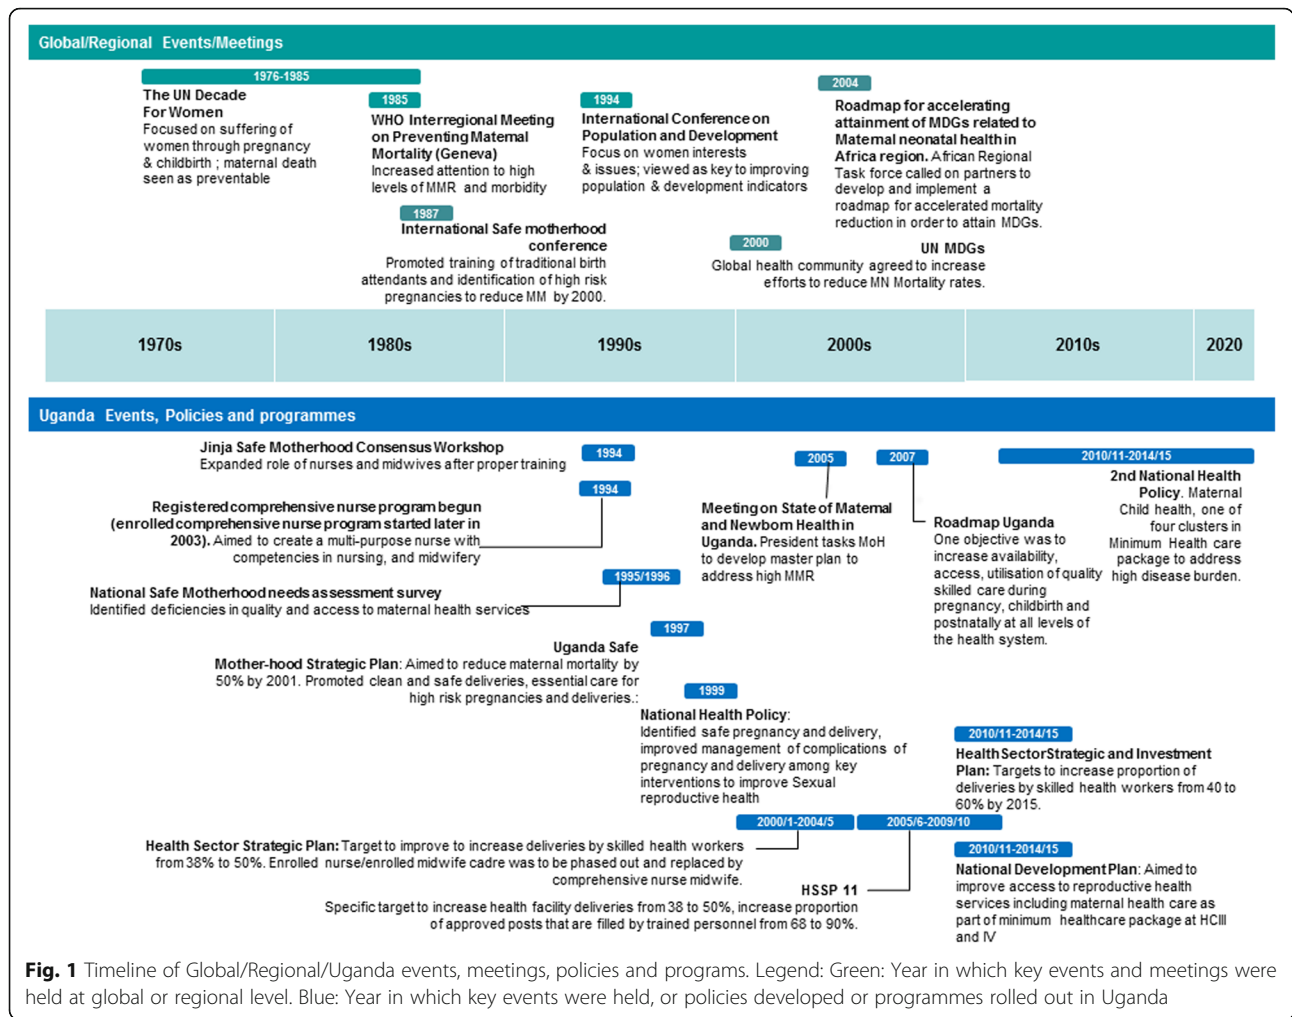 Global/Regional Events/Meetings
1976-1985
The UN Decade
For Women
Focused on suffering of
women through pregnancy
& childbirth ; maternal death
seen as preventable
1985
WHO Interregional Meeting
on Preventing Maternal
Mortality (Geneva)
Increased attention to high
levels of MMR and morbidity
1987
International Safe motherhood
conference
Promoted training of traditional birth
attendants and identification of high risk
pregnancies to reduce MM by 2000.
1994
International Conference on
Population and Development
Focus on women interests
& issues; viewed as key to improving
population & development indicators
2000
UN MDGs
Global health community agreed to increase
efforts to reduce MN Mortality rates.
2004
Roadmap for accelerating
attainment of MDGs related to
Maternal neonatal health in
Africa region. African Regional
Task force called on partners to
develop and implement a
roadmap for accelerated mortality
reduction in order to attain MDGs.
1970s
1980s
1990s
2000s
2010s
2020
Uganda Events, Policies and programmes
Jinja Safe Motherhood Consensus Workshop
Expanded role of nurses and midwives after proper training
1994
1994
Registered comprehensive nurse program begun
(enrolled comprehensive nurse program started later in
2003). Aimed to create a multi-purpose nurse with
competencies in nursing, and midwifery
1995/1996
National Safe Motherhood needs assessment survey
Identified deficiencies in quality and access to maternal health services
1997
Uganda Safe
Mother-hood Strategic Plan: Aimed to reduce maternal mortality by
50% by 2001. Promoted clean and safe deliveries, essential care for
high risk pregnancies and deliveries.:
1999
National Health Policy:
Identified safe pregnancy and delivery,
improved management of complications of
pregnancy and delivery among key
interventions to improve Sexual
reproductive health
2005
Meeting on State of Maternal
and Newborn Health in
Uganda. President tasks MoH
to develop master plan to
address high MMR
2007
Roadmap Uganda
One objective was to
increase availability,
access, utilisation of quality
skilled care during
pregnancy, childbirth and
postnatally at all levels of
the health system.
2010/11-2014/15
2nd National Health
Policy. Maternal
Child health, one of
four clusters in
Minimum Health care
package to address
high disease burden.
2010/11-2014/15
Health Sector Strategic and Investment
Plan: Targets to increase proportion of
deliveries by skilled health workers from 40 to
60% by 2015.
2000/1-2004/5
Health Sector Strategic Plan: Target to improve to increase deliveries by skilled health workers
from 38% to 50%. Enrolled nurse/enrolled midwife cadre was to be phased out and replaced by
comprehensive nurse midwife.
2005/6-2009/10
HSSP 11
Specific target to increase health facility deliveries from 38 to 50%, increase proportion
of approved posts that are filled by trained personnel from 68 to 90%.
2010/11-2014/15
National Development Plan: Aimed to
improve access to reproductive health
services including maternal health care as
part of minimum healthcare package at HCIII
and IV
Fig. 1 Timeline of Global/Regional/Uganda events, meetings, policies and programs. Legend: Green: Year in which key events and meetings were
held at global or regional level. Blue: Year in which key events were held, or policies developed or programmes rolled out in Uganda